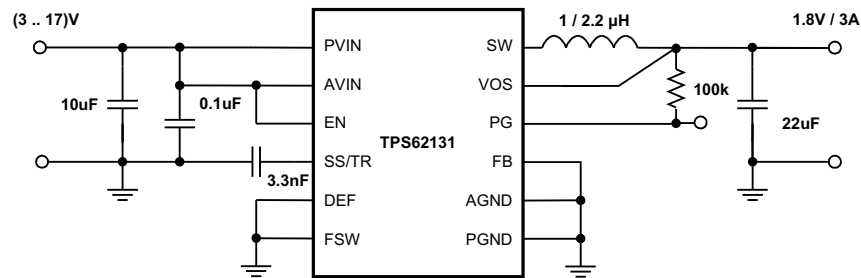 (3 .. 17)V
1 / 2.2 µH
1.8V / 3A
PVIN
SW
AVIN
VOS
10uF
0.1uF
100k
EN
PG
22uF
TPS62131
SS/TR
FB
3.3nF
DEF
AGND
FSW
PGND